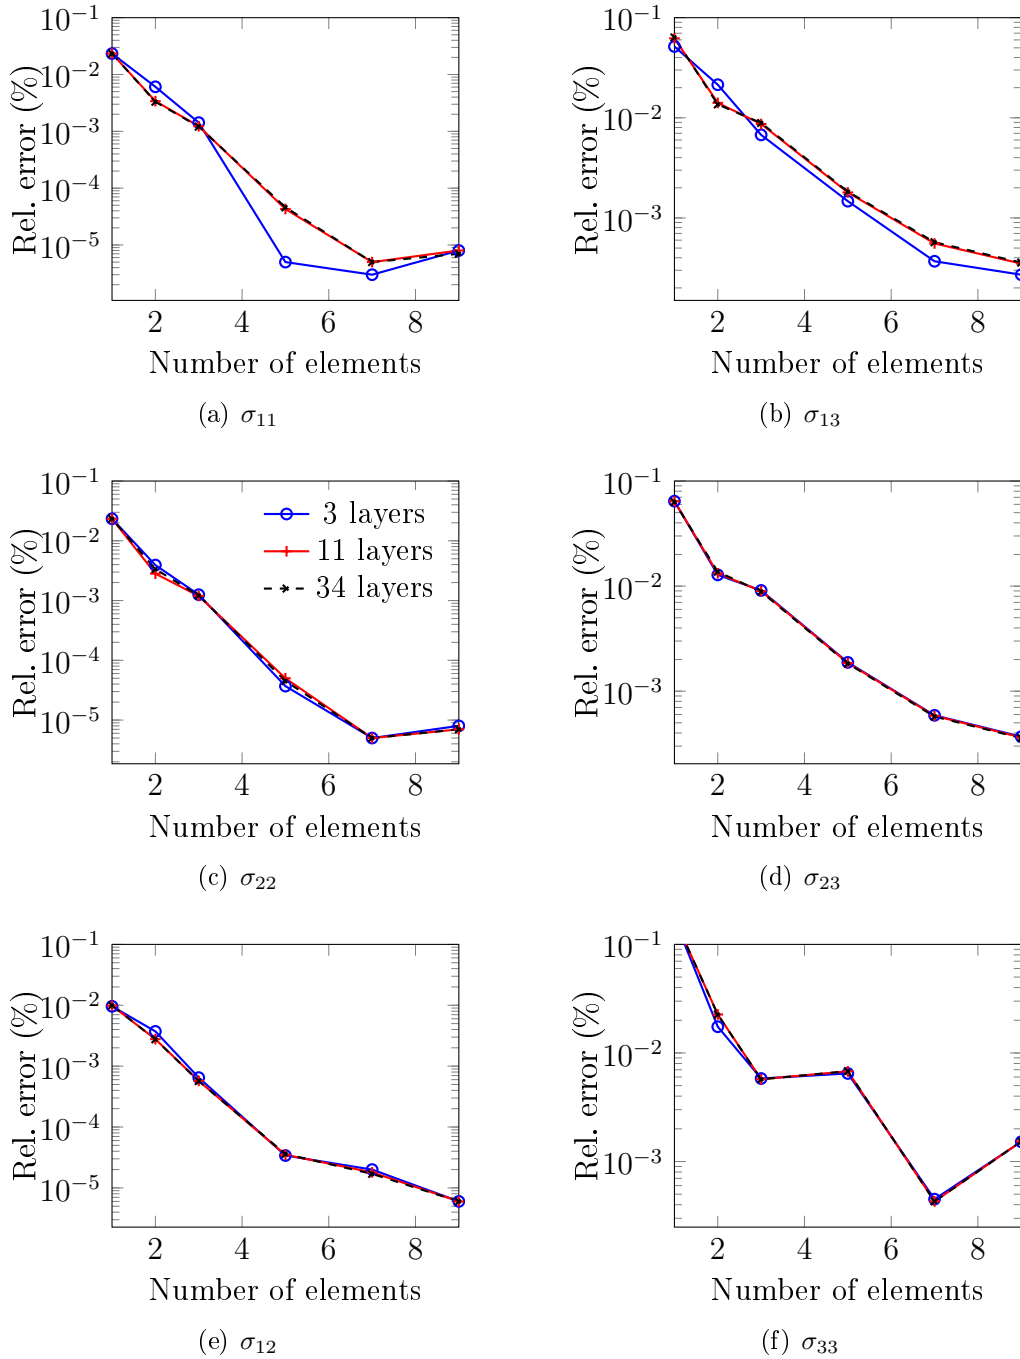 10⁻¹
10⁻²
10⁻³
10⁻⁴
10⁻⁵
Rel. error (%)
2 4 6 8
Number of elements
(a) σ₁₁
10⁻¹
10⁻²
10⁻³
Rel. error (%)
2 4 6 8
Number of elements
(b) σ₁₃
10⁻¹
10⁻²
10⁻³
10⁻⁴
10⁻⁵
Rel. error (%)
3 layers
11 layers
34 layers
2 4 6 8
Number of elements
(c) σ₂₂
10⁻¹
10⁻²
10⁻³
Rel. error (%)
2 4 6 8
Number of elements
(d) σ₂₃
10⁻¹
10⁻²
10⁻³
10⁻⁴
10⁻⁵
Rel. error (%)
2 4 6 8
Number of elements
(e) σ₁₂
10⁻¹
10⁻²
10⁻³
Rel. error (%)
2 4 6 8
Number of elements
(f) σ₃₃